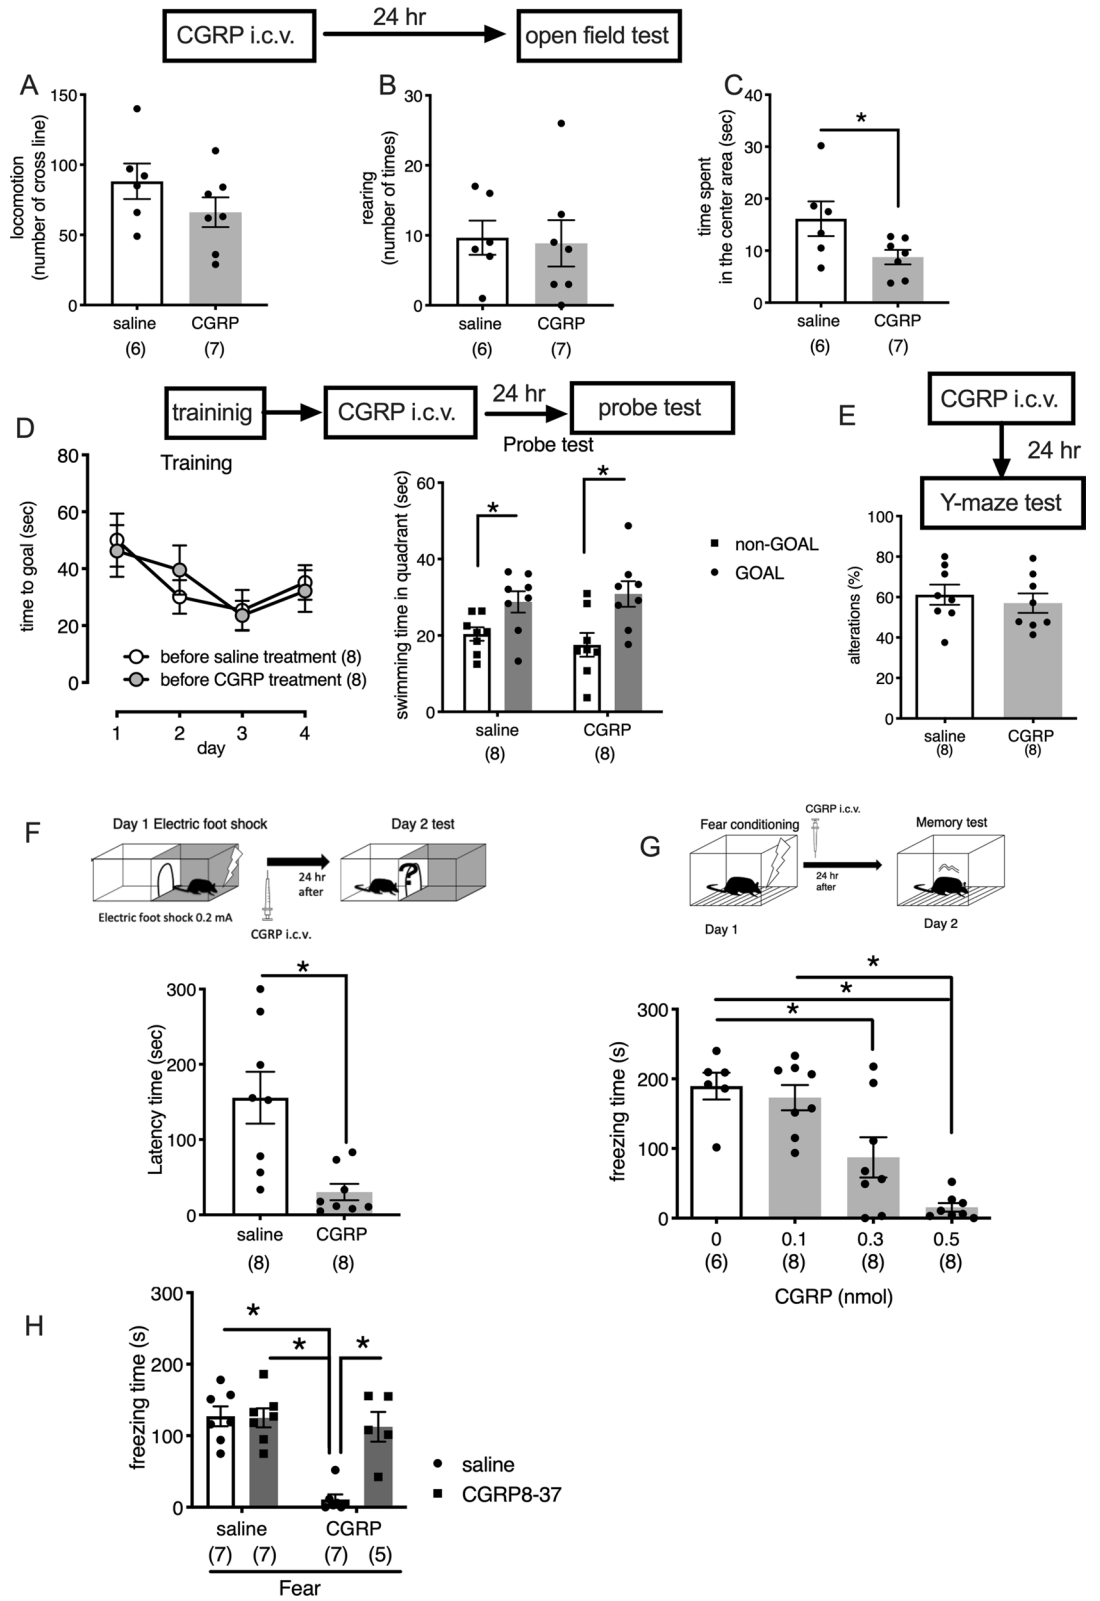 CGRP i.c.v.
24 hr
open field test
A
locomotion
(number of cross line)
150
100
50
0
saline
CGRP
(6)
(7)
B
rearing
(number of times)
30
20
10
0
saline
CGRP
(6)
(7)
C
time spent
in the center area (sec)
40
30
20
10
0
*
saline
CGRP
(6)
(7)
D
traininig
CGRP i.c.v.
24 hr
probe test
Training
time to goal (sec)
80
60
40
20
0
before saline treatment (8)
before CGRP treatment (8)
1
2
3
4
day
Probe test
swimming time in quadrant (sec)
60
40
20
0
*
*
non-GOAL
GOAL
saline
CGRP
(8)
(8)
E
CGRP i.c.v.
24 hr
Y-maze test
alterations (%)
100
80
60
40
20
0
saline
CGRP
(8)
(8)
F
Day 1 Electric foot shock
Day 2 test
24 hr
after
?
Electric foot shock 0.2 mA
CGRP i.c.v.
Latency time (sec)
300
200
100
0
*
saline
CGRP
(8)
(8)
G
CGRP i.c.v.
Fear conditioning
Memory test
24 hr
after
Day 1
Day 2
freezing time (s)
300
200
100
0
*
*
*
0
0.1
0.3
0.5
(6)
(8)
(8)
(8)
CGRP (nmol)
H
freezing time (s)
300
200
100
0
*
*
*
saline
CGRP8-37
saline
CGRP
(7)
(7)
(7)
(5)
Fear